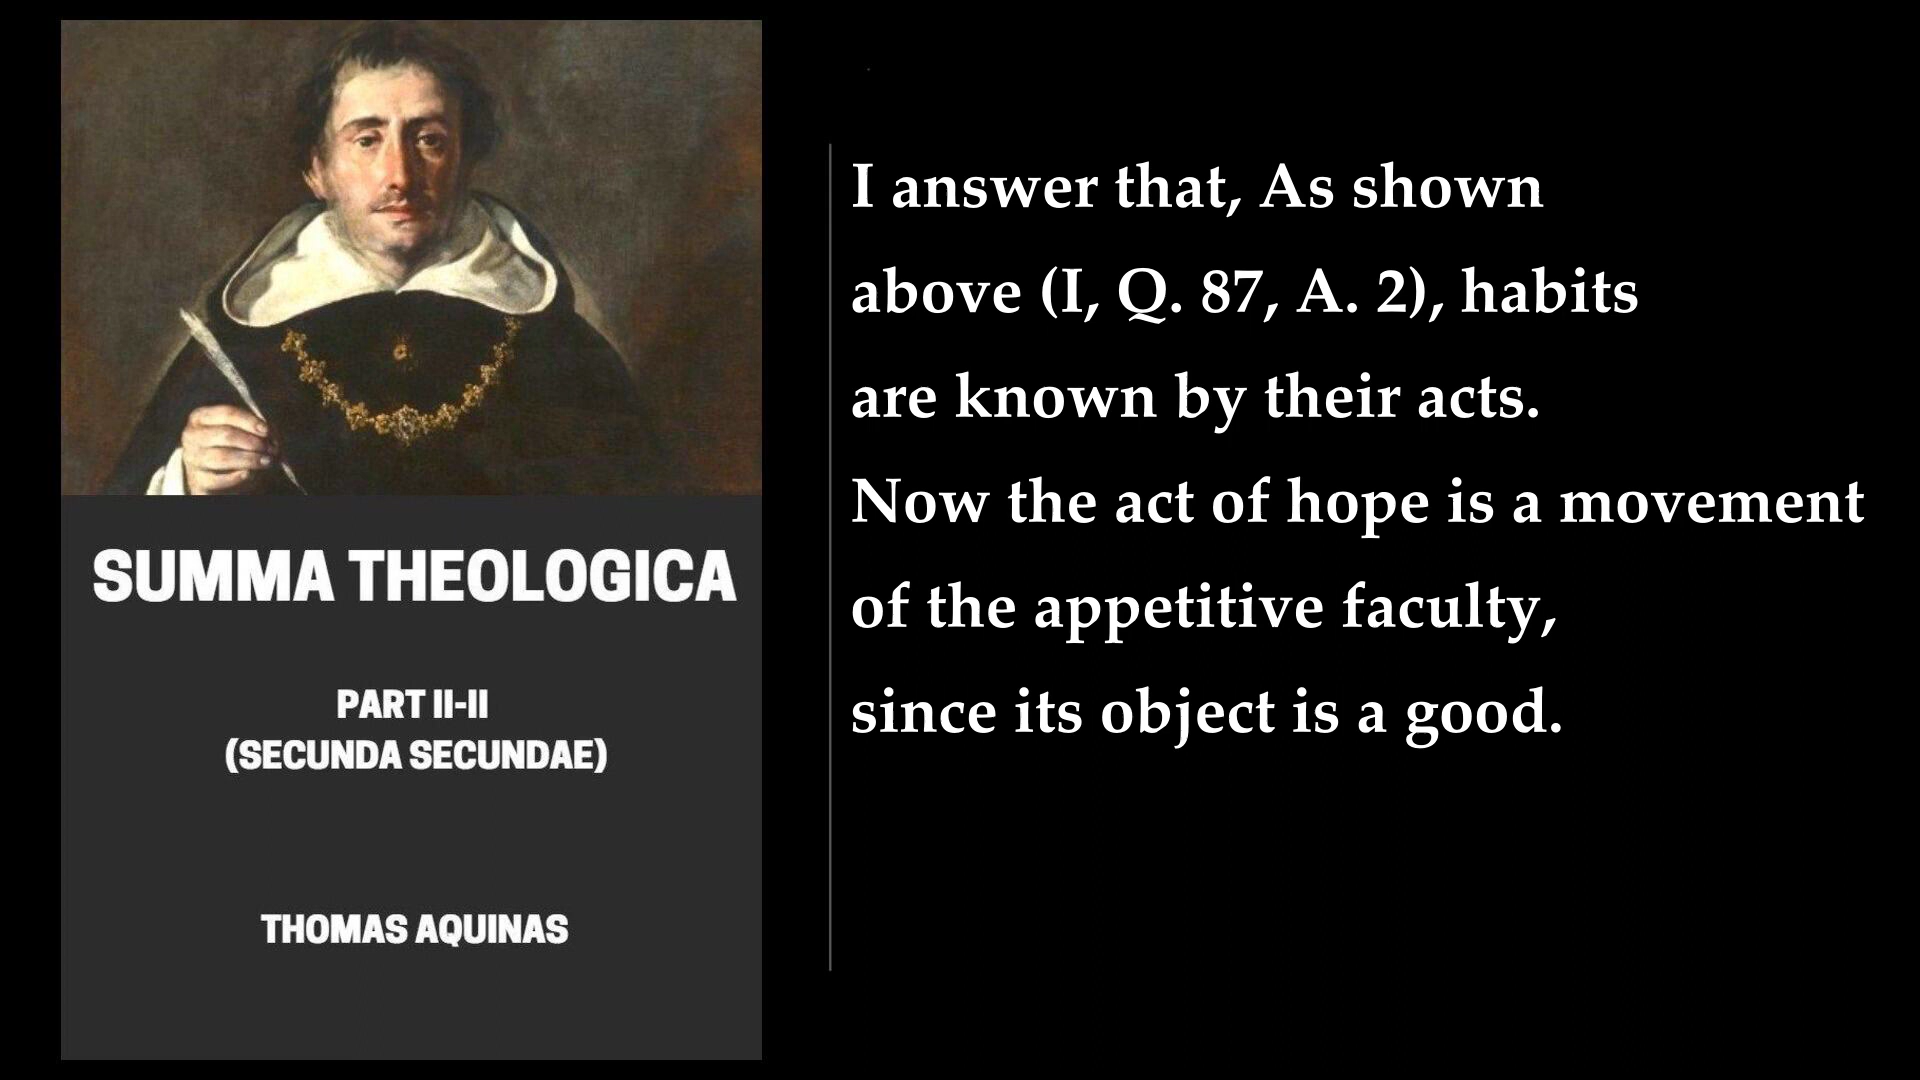 SUMMA THEOLOGICA
PART II-II
(SECUNDA SECUNDAE)
THOMAS AQUINAS
I answer that, As shown
above (I, Q. 87, A. 2), habits
are known by their acts.
Now the act of hope is a movement
of the appetitive faculty,
since its object is a good.